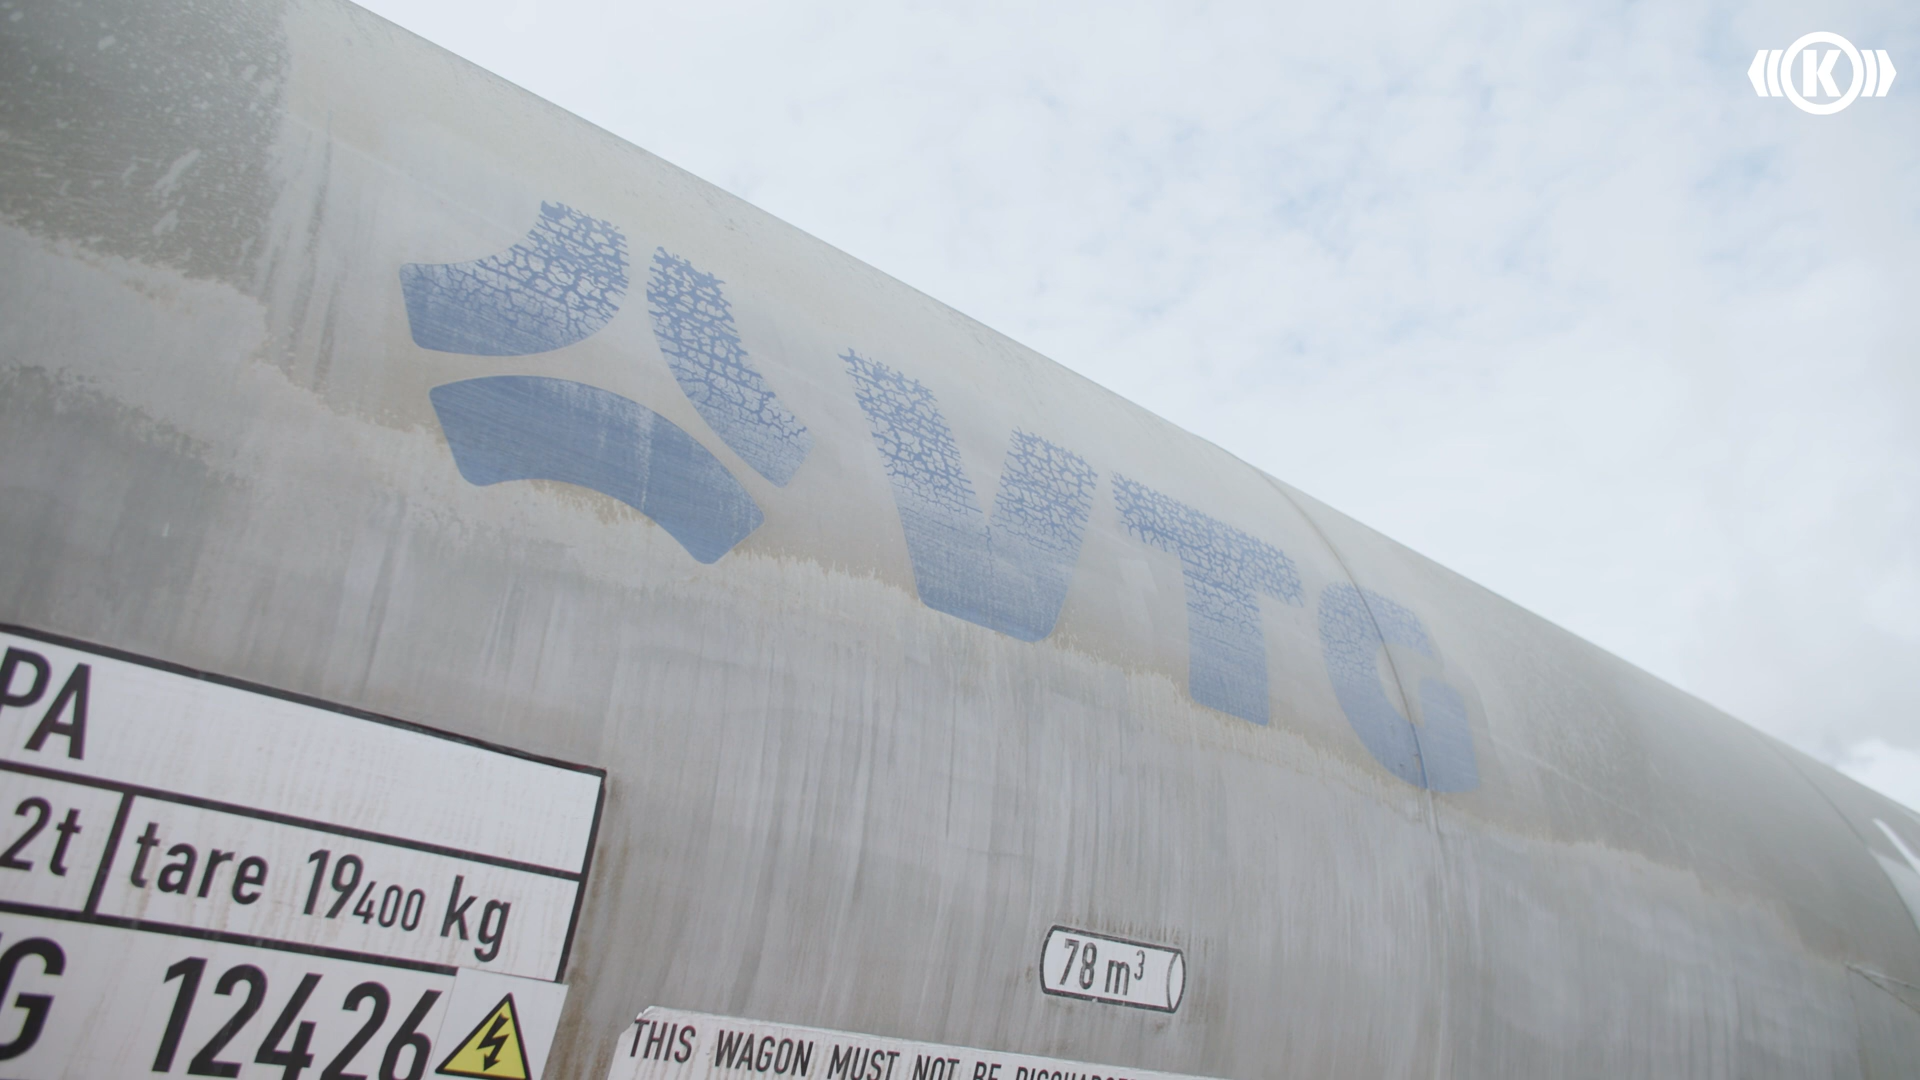 K
VTG
PA
2t
tare 19400 kg
G 12426
78 m³
THIS WAGON MUST NOT BE